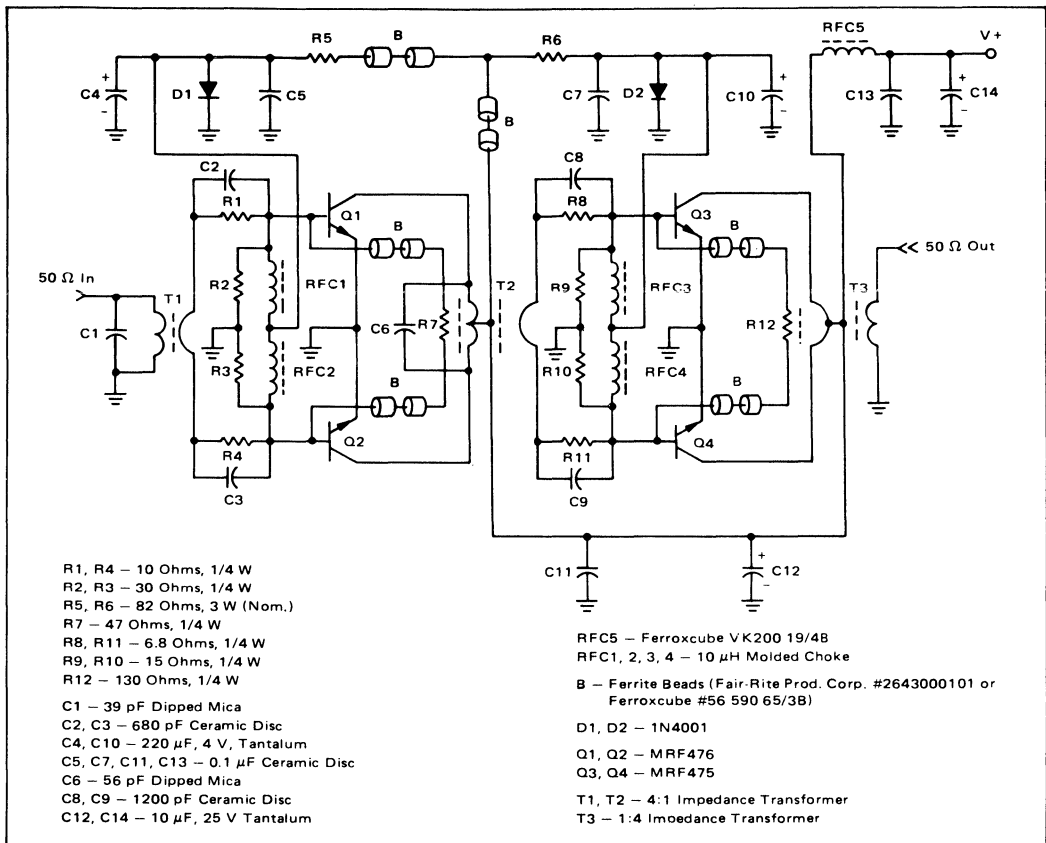 R5
B
R6
RFC5
V+
+
C4
-
D1
C5
C7
D2
+
C10
-
C13
+
C14
-
B
C2
R1
Q1
B
C8
R8
Q3
B
50 Ω In
T1
R2
RFC1
C6
R7
T2
R9
RFC3
R12
T3
50 Ω Out
C1
R3
RFC2
B
R10
RFC4
B
R4
Q2
C3
R11
Q4
C9
C11
+
C12
-
R1, R4 – 10 Ohms, 1/4 W
R2, R3 – 30 Ohms, 1/4 W
R5, R6 – 82 Ohms, 3 W (Nom.)
R7 – 47 Ohms, 1/4 W
R8, R11 – 6.8 Ohms, 1/4 W
R9, R10 – 15 Ohms, 1/4 W
R12 – 130 Ohms, 1/4 W
C1 – 39 pF Dipped Mica
C2, C3 – 680 pF Ceramic Disc
C4, C10 – 220 μF, 4 V, Tantalum
C5, C7, C11, C13 – 0.1 μF Ceramic Disc
C6 – 56 pF Dipped Mica
C8, C9 – 1200 pF Ceramic Disc
C12, C14 – 10 μF, 25 V Tantalum
RFC5 – Ferroxcube VK200 19/4B
RFC1, 2, 3, 4 – 10 μH Molded Choke
B – Ferrite Beads (Fair-Rite Prod. Corp. #2643000101 or
Ferroxcube #56 590 65/3B)
D1, D2 – 1N4001
Q1, Q2 – MRF476
Q3, Q4 – MRF475
T1, T2 – 4:1 Impedance Transformer
T3 – 1:4 Impedance Transformer